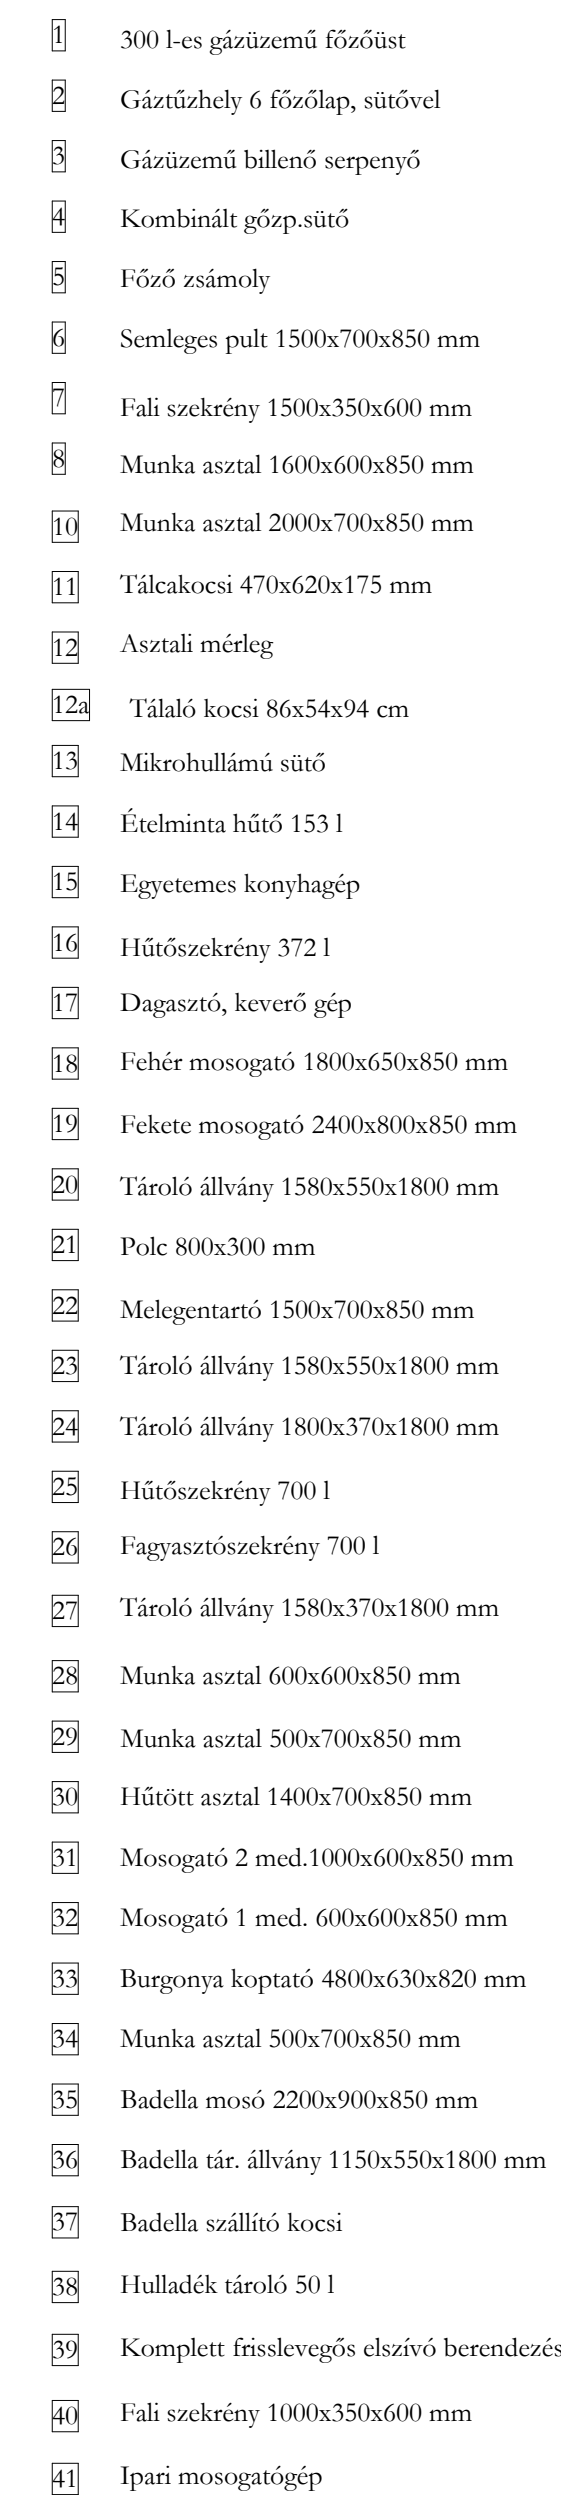 1 300 l-es gázüzemű főzőüst
2 Gáztűzhely 6 főzőlap, sütővel
3 Gázüzemű billenő serpenyő
4 Kombinált gőzp.sütő
5 Főző zsámoly
6 Semleges pult 1500x700x850 mm
7 Fali szekrény 1500x350x600 mm
8 Munka asztal 1600x600x850 mm
10 Munka asztal 2000x700x850 mm
11 Tálcakocsi 470x620x175 mm
12 Asztali mérleg
12a Tálaló kocsi 86x54x94 cm
13 Mikrohullámú sütő
14 Ételminta hűtő 153 l
15 Egyetemes konyhagép
16 Hűtőszekrény 372 l
17 Dagasztó, keverő gép
18 Fehér mosogató 1800x650x850 mm
19 Fekete mosogató 2400x800x850 mm
20 Tároló állvány 1580x550x1800 mm
21 Polc 800x300 mm
22 Melegentartó 1500x700x850 mm
23 Tároló állvány 1580x550x1800 mm
24 Tároló állvány 1800x370x1800 mm
25 Hűtőszekrény 700 l
26 Fagyasztószekrény 700 l
27 Tároló állvány 1580x370x1800 mm
28 Munka asztal 600x600x850 mm
29 Munka asztal 500x700x850 mm
30 Hűtött asztal 1400x700x850 mm
31 Mosogató 2 med.1000x600x850 mm
32 Mosogató 1 med. 600x600x850 mm
33 Burgonya koptató 4800x630x820 mm
34 Munka asztal 500x700x850 mm
35 Badella mosó 2200x900x850 mm
36 Badella tár. állvány 1150x550x1800 mm
37 Badella szállító kocsi
38 Hulladék tároló 50 l
39 Komplett frisslevegős elszívó berendezés
40 Fali szekrény 1000x350x600 mm
41 Ipari mosogatógép